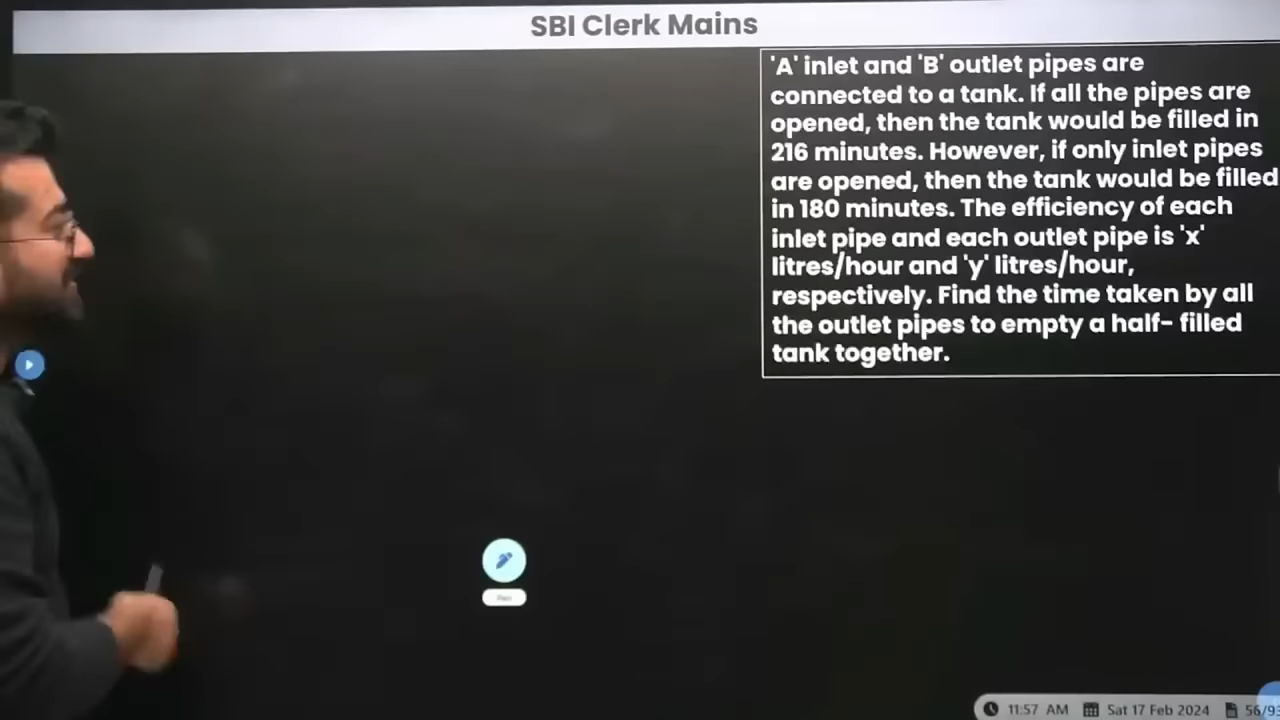 SBI Clerk Mains
'A' inlet and 'B' outlet pipes are
connected to a tank. If all the pipes are
opened, then the tank would be filled in
216 minutes. However, if only inlet pipes
are opened, then the tank would be filled
in 180 minutes. The efficiency of each
inlet pipe and each outlet pipe is 'x'
litres/hour and 'y' litres/hour,
respectively. Find the time taken by all
the outlet pipes to empty a half- filled
tank together.
Pen
11:57 AM Sat 17 Feb 2024 56/93